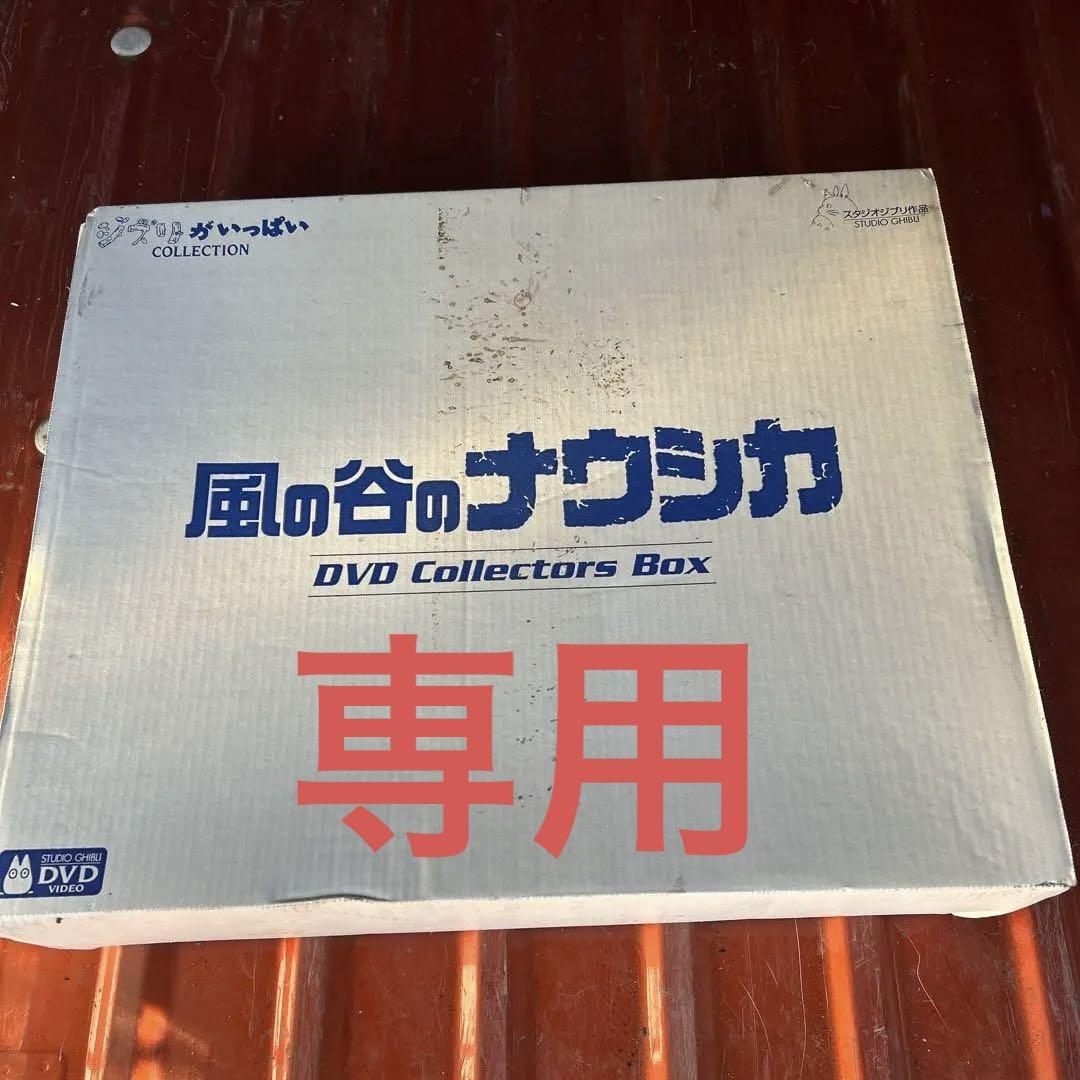 ジブリがいっぱい
COLLECTION
スタジオジブリ作品
STUDIO GHIBLI
風の谷のナウシカ
DVD Collectors Box
専用
STUDIO GHIBLI
DVD
VIDEO